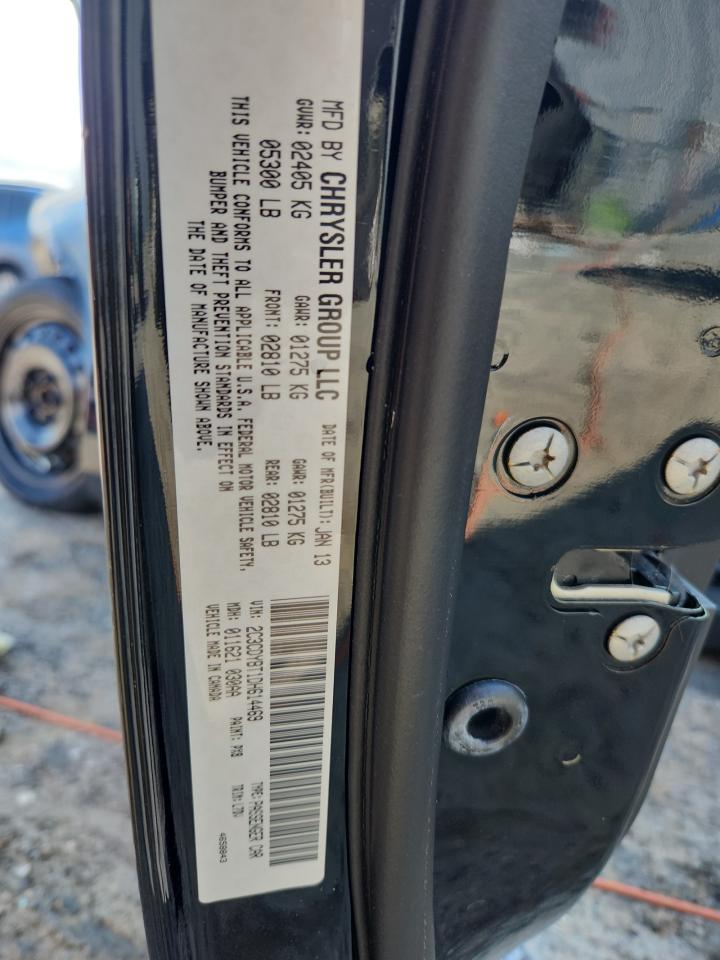 MFD BY CHRYSLER GROUP LLC DATE OF MFR(BUILT): JAN 13
GVWR: 02405 KG GAWR: 01275 KG GAWR: 01275 KG
05300 LB FRONT: 02810 LB REAR: 02810 LB
THIS VEHICLE CONFORMS TO ALL APPLICABLE U.S.A. FEDERAL MOTOR VEHICLE SAFETY,
BUMPER AND THEFT PREVENTION STANDARDS IN EFFECT ON
THE DATE OF MANUFACTURE SHOWN ABOVE.
VIN: 2C3CDYBT1DH614469 TYPE: PASSENGER CAR
MDH: 011621 030AA PAINT: PX8 TRIM:
VEHICLE MADE IN CANADA 4658043